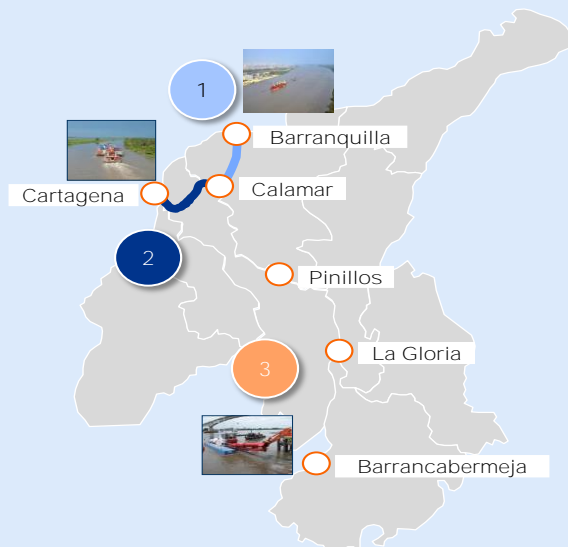 1
Barranquilla
Cartagena
Calamar
2
Pinillos
La Gloria
3
Barrancabermeja